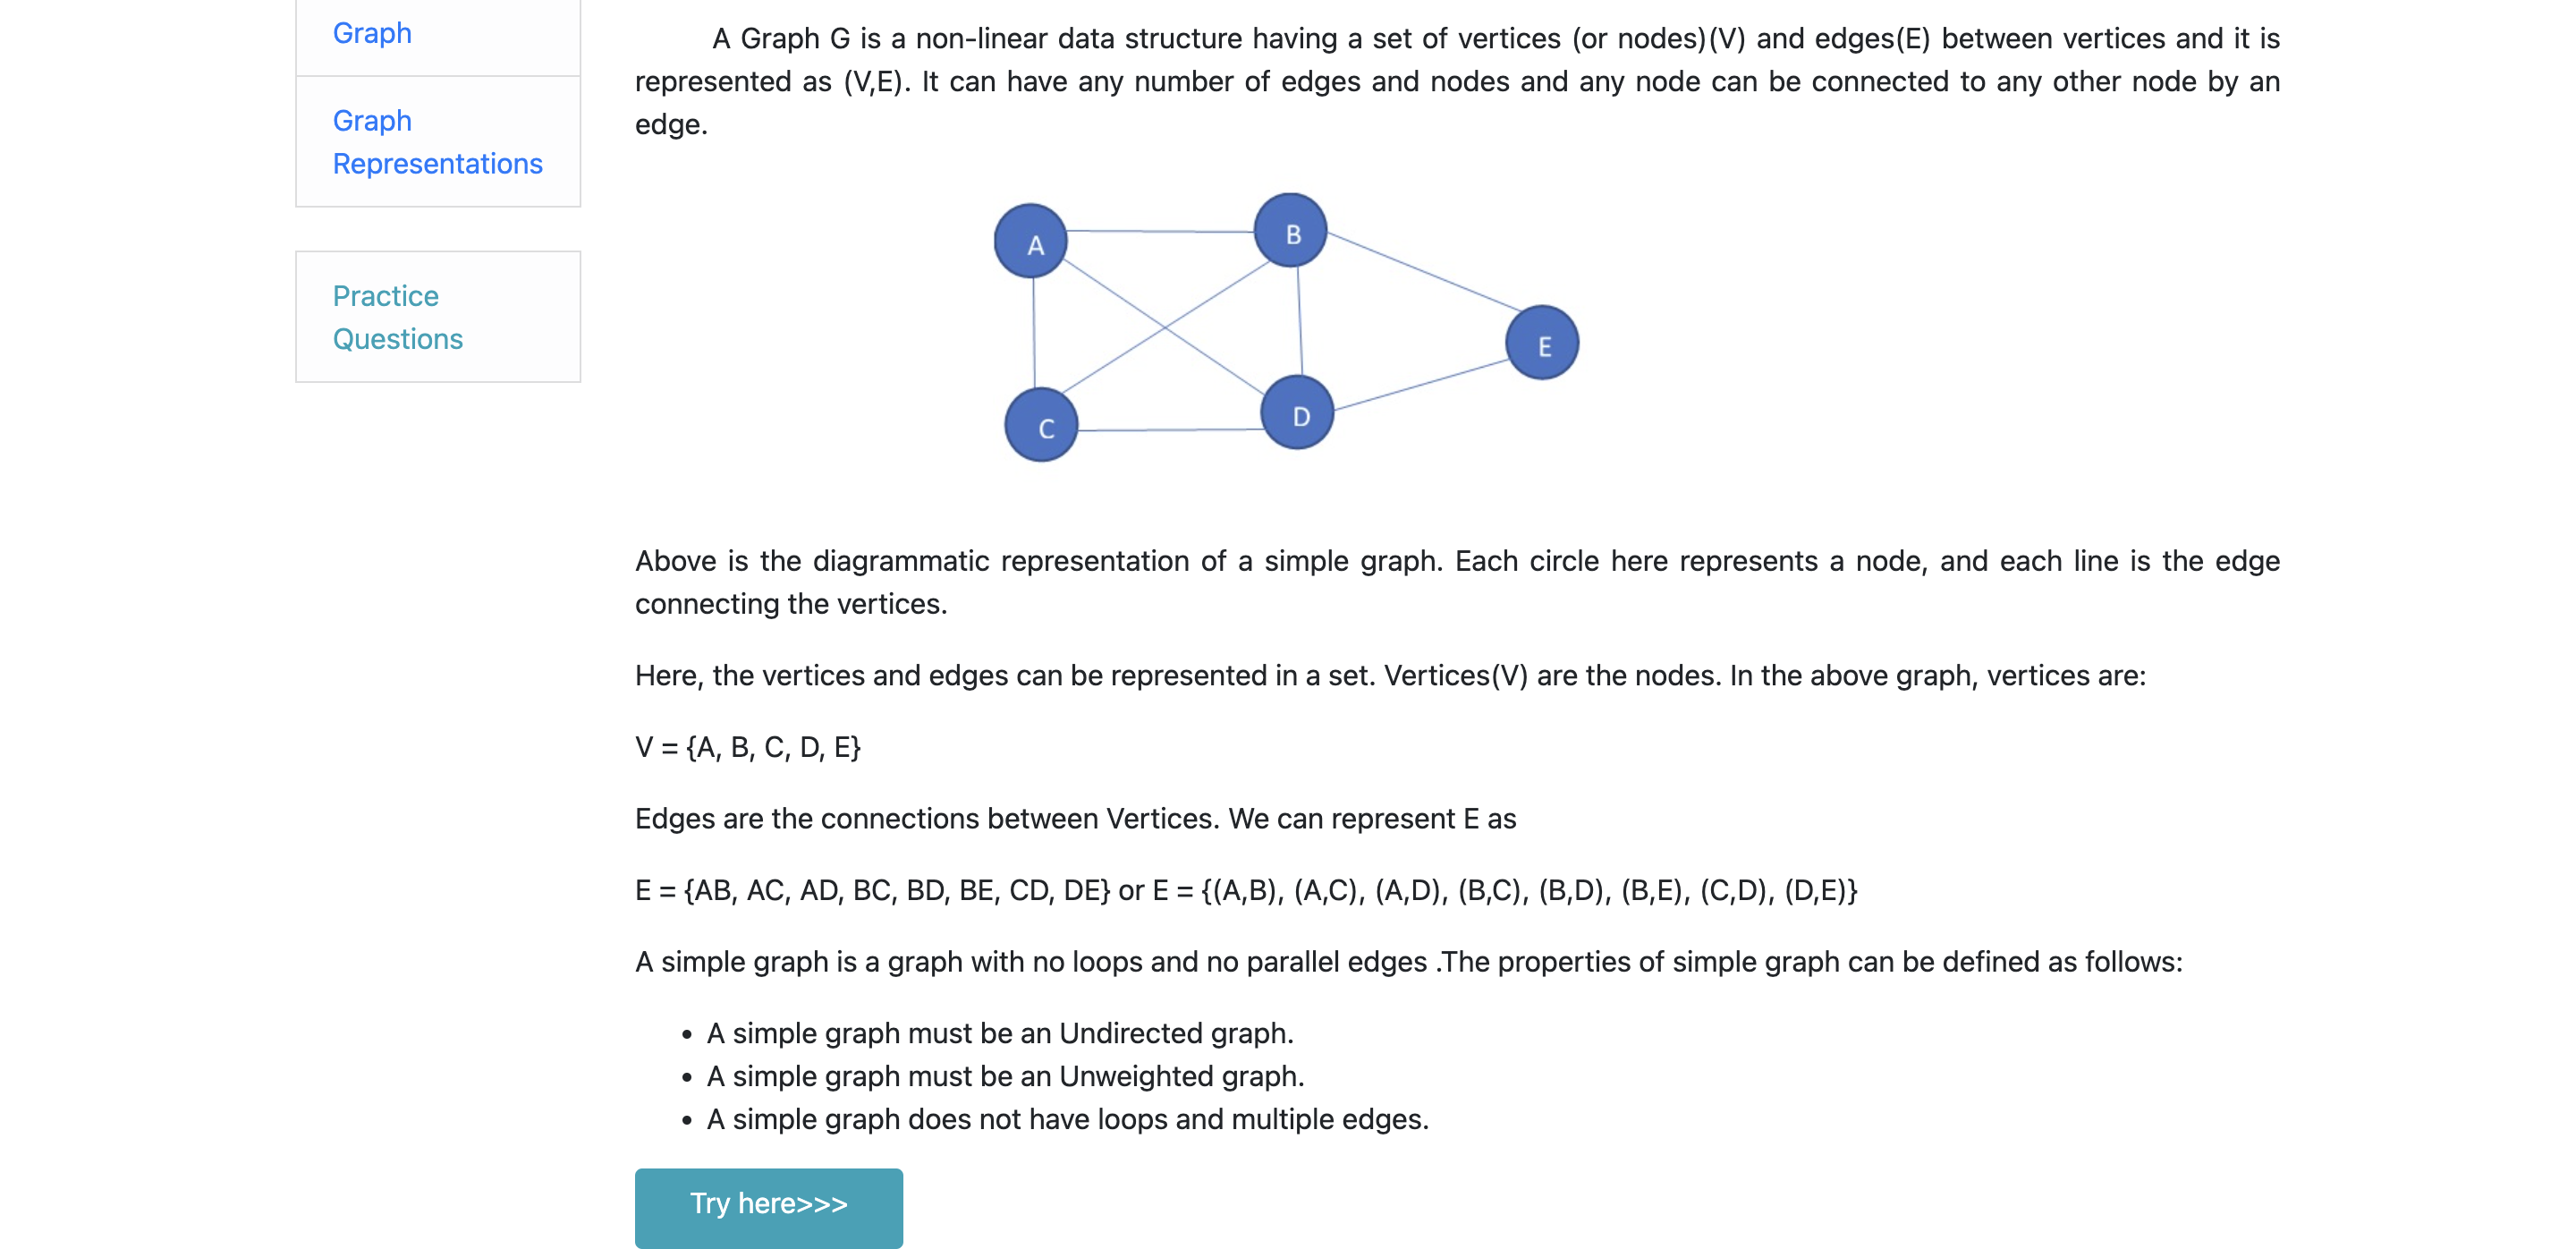 Graph
Graph
Representations
Practice
Questions
A Graph G is a non-linear data structure having a set of vertices (or nodes)(V) and edges(E) between vertices and it is
represented as (V,E). It can have any number of edges and nodes and any node can be connected to any other node by an
edge.
A
B
E
C
D
Above is the diagrammatic representation of a simple graph. Each circle here represents a node, and each line is the edge
connecting the vertices.
Here, the vertices and edges can be represented in a set. Vertices(V) are the nodes. In the above graph, vertices are:
V = {A, B, C, D, E}
Edges are the connections between Vertices. We can represent E as
E = {AB, AC, AD, BC, BD, BE, CD, DE} or E = {(A,B), (A,C), (A,D), (B,C), (B,D), (B,E), (C,D), (D,E)}
A simple graph is a graph with no loops and no parallel edges .The properties of simple graph can be defined as follows:
• A simple graph must be an Undirected graph.
• A simple graph must be an Unweighted graph.
• A simple graph does not have loops and multiple edges.
Try here>>>